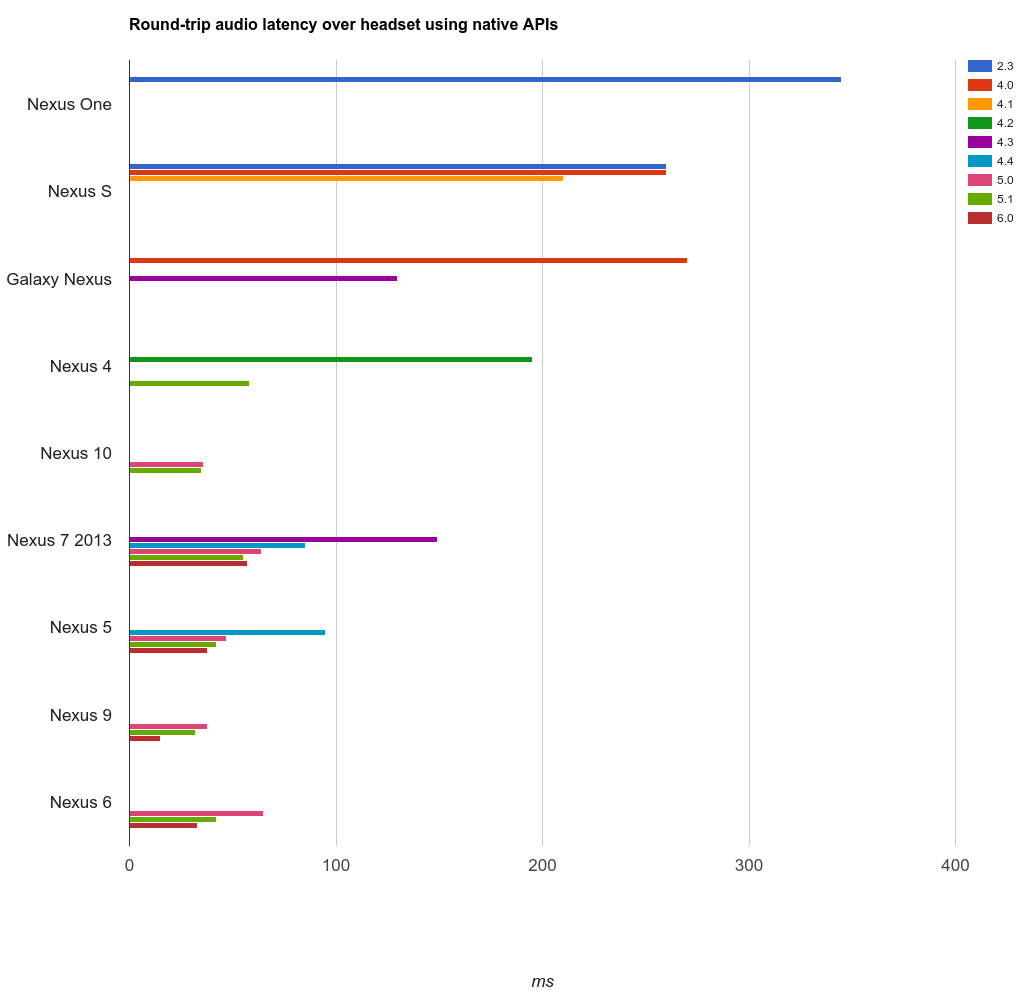 Round-trip audio latency over headset using native APIs
2.3
4.0
4.1
4.2
4.3
4.4
5.0
5.1
6.0
Nexus One
Nexus S
Galaxy Nexus
Nexus 4
Nexus 10
Nexus 7 2013
Nexus 5
Nexus 9
Nexus 6
0 100 200 300 400
ms